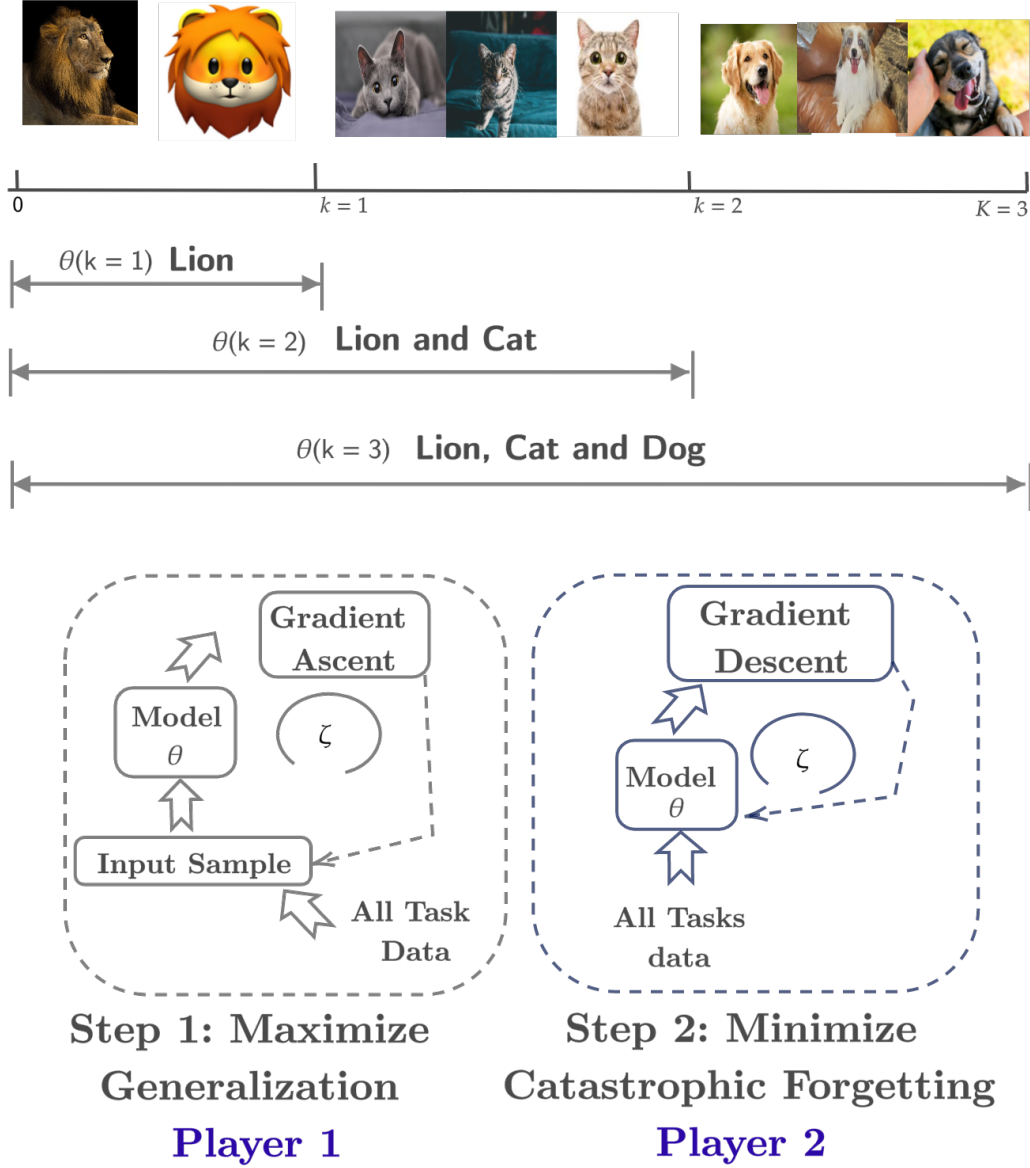 0
k = 1
k = 2
K = 3
θ(k = 1) Lion
θ(k = 2) Lion and Cat
θ(k = 3) Lion, Cat and Dog
Gradient
Ascent
Model
θ
ζ
Input Sample
All Task
Data
Step 1: Maximize
Generalization
Player 1
Gradient
Descent
Model
θ
ζ
All Tasks
data
Step 2: Minimize
Catastrophic Forgetting
Player 2